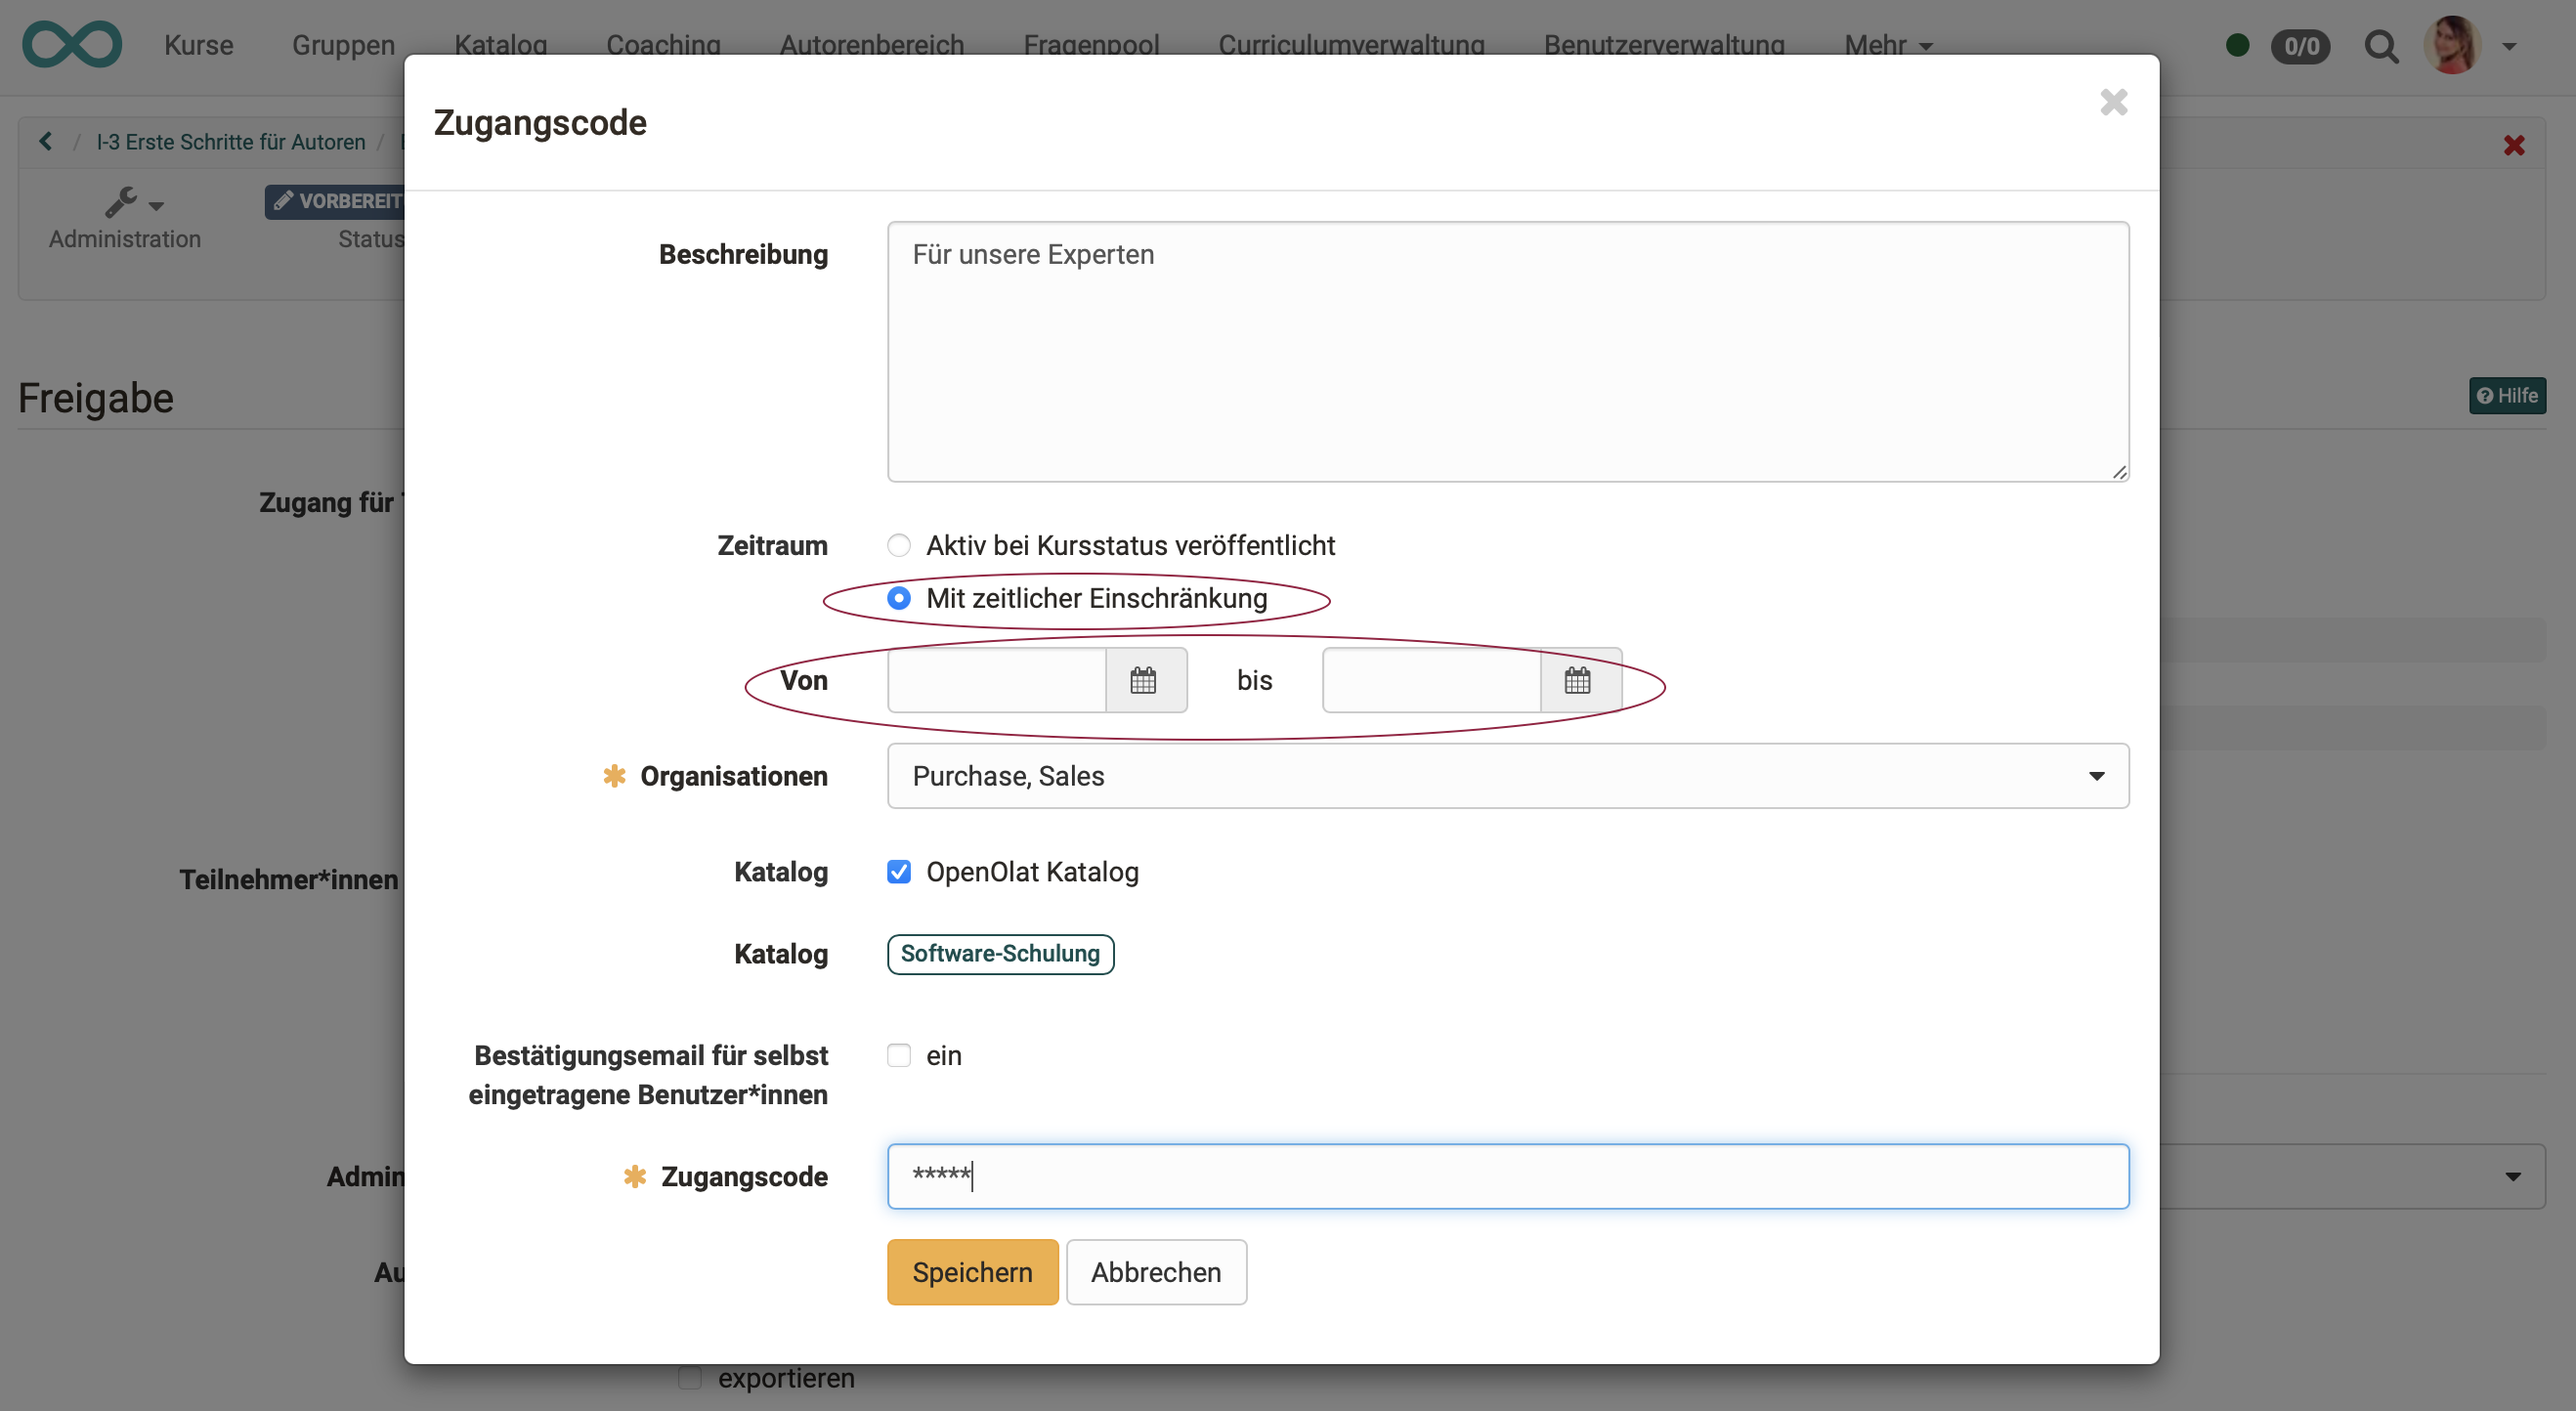 Kurse Gruppen Katalog Coaching Autorenbereich Fragenpool Curriculumverwaltung Benutzerverwaltung Mehr 0/0
Zugangscode
/ I-3 Erste Schritte für Autoren /
VORBEREIT
Administration Status
Beschreibung Für unsere Experten
Freigabe Hilfe
Zugang für
Zeitraum Aktiv bei Kursstatus veröffentlicht
Mit zeitlicher Einschränkung
Von bis
Organisationen Purchase, Sales
Katalog OpenOlat Katalog
Teilnehmer*innen
Katalog Software-Schulung
Bestätigungsemail für selbst
eingetragene Benutzer*innen
ein
Admin
Zugangscode *****
Au
Speichern Abbrechen
exportieren